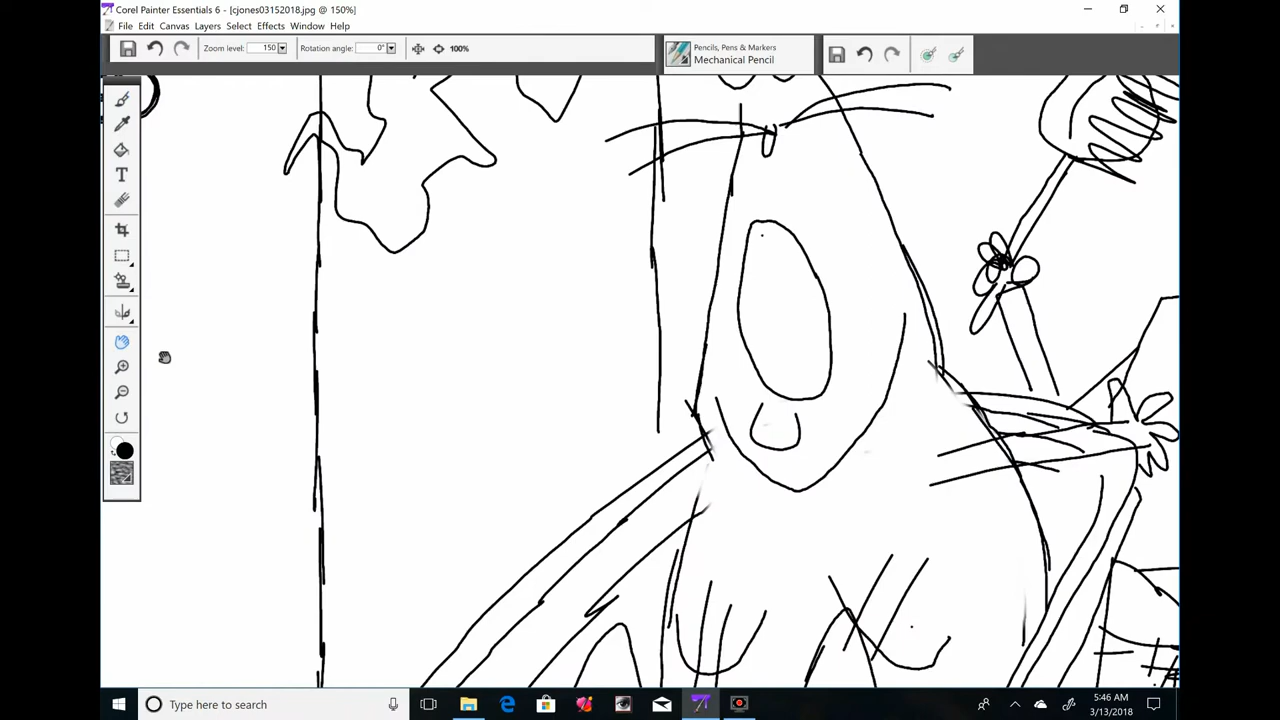 Corel Painter Essentials 6 - [cjones03152018.jpg @ 150%]
File Edit Canvas Layers Select Effects Window Help
Zoom level: 150 Rotation angle: 0° 100%
Pencils, Pens & Markers
Mechanical Pencil
T
Type here to search
5:46 AM
3/13/2018